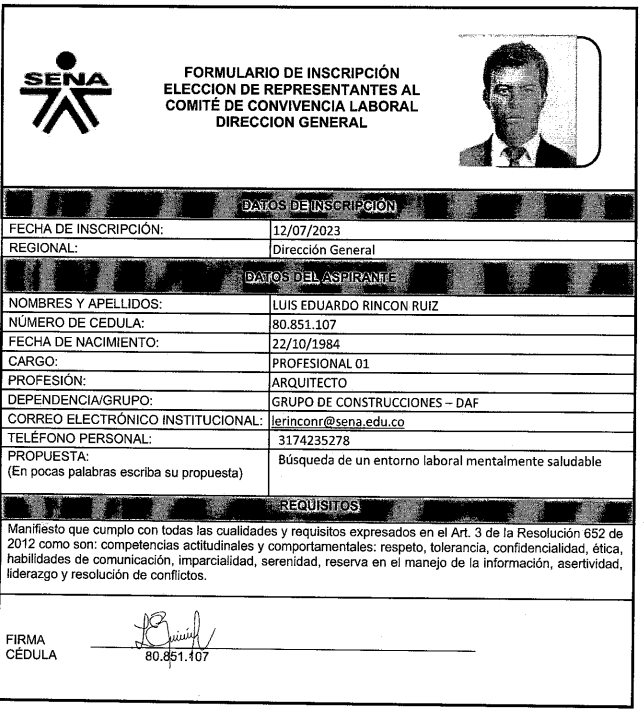 SENA
FORMULARIO DE INSCRIPCIÓN
ELECCION DE REPRESENTANTES AL
COMITÉ DE CONVIVENCIA LABORAL
DIRECCION GENERAL
DATOS DE INSCRIPCIÓN
FECHA DE INSCRIPCIÓN: 12/07/2023
REGIONAL: Dirección General
DATOS DEL ASPIRANTE
NOMBRES Y APELLIDOS: LUIS EDUARDO RINCON RUIZ
NÚMERO DE CEDULA: 80.851.107
FECHA DE NACIMIENTO: 22/10/1984
CARGO: PROFESIONAL 01
PROFESIÓN: ARQUITECTO
DEPENDENCIA/GRUPO: GRUPO DE CONSTRUCCIONES – DAF
CORREO ELECTRÓNICO INSTITUCIONAL: lerinconr@sena.edu.co
TELÉFONO PERSONAL: 3174235278
PROPUESTA: Búsqueda de un entorno laboral mentalmente saludable
(En pocas palabras escriba su propuesta)
REQUISITOS
Manifiesto que cumplo con todas las cualidades y requisitos expresados en el Art. 3 de la Resolución 652 de
2012 como son: competencias actitudinales y comportamentales: respeto, tolerancia, confidencialidad, ética,
habilidades de comunicación, imparcialidad, serenidad, reserva en el manejo de la información, asertividad,
liderazgo y resolución de conflictos.
FIRMA
CÉDULA 80.851.107